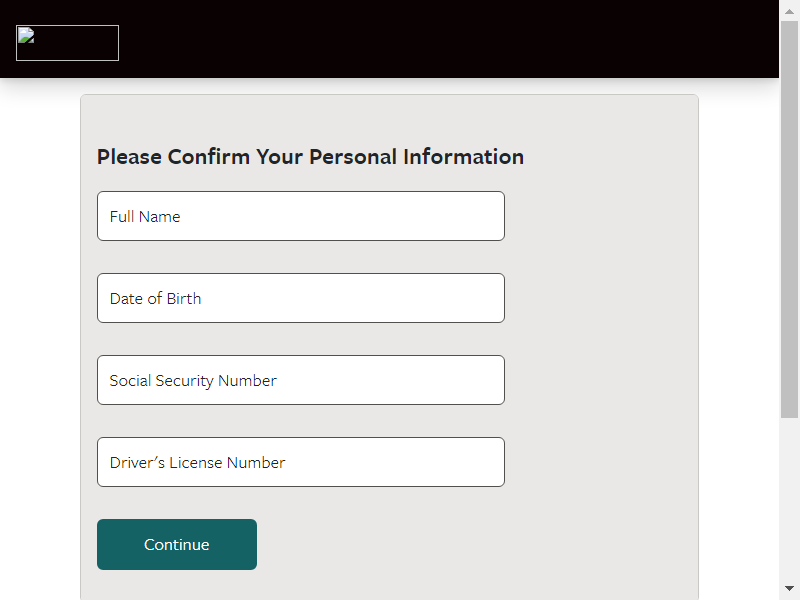 Please Confirm Your Personal Information
Full Name
Date of Birth
Social Security Number
Driver's License Number
Continue